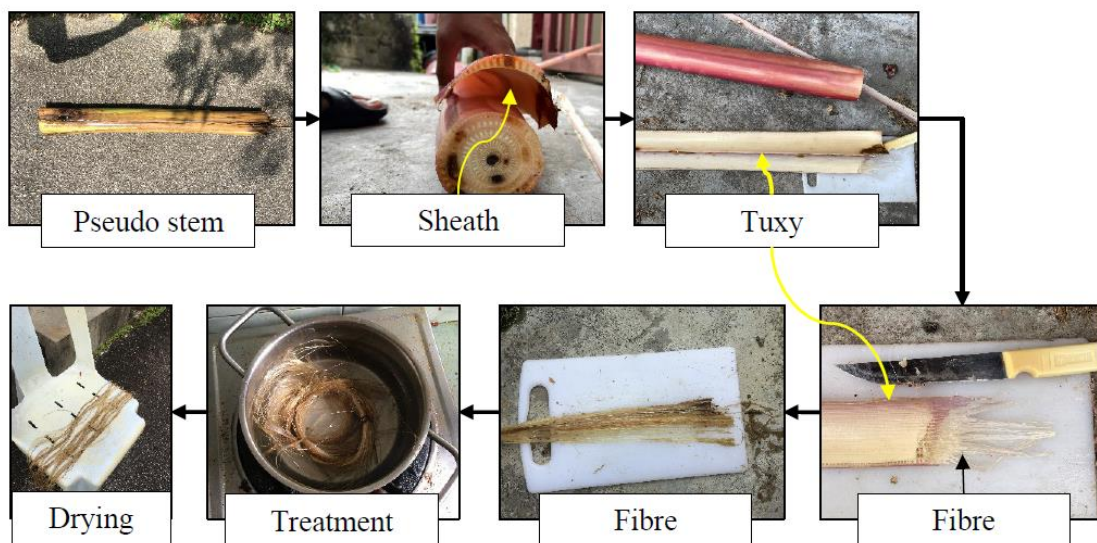 Pseudo stem
Sheath
Tuxy
Drying
Treatment
Fibre
Fibre